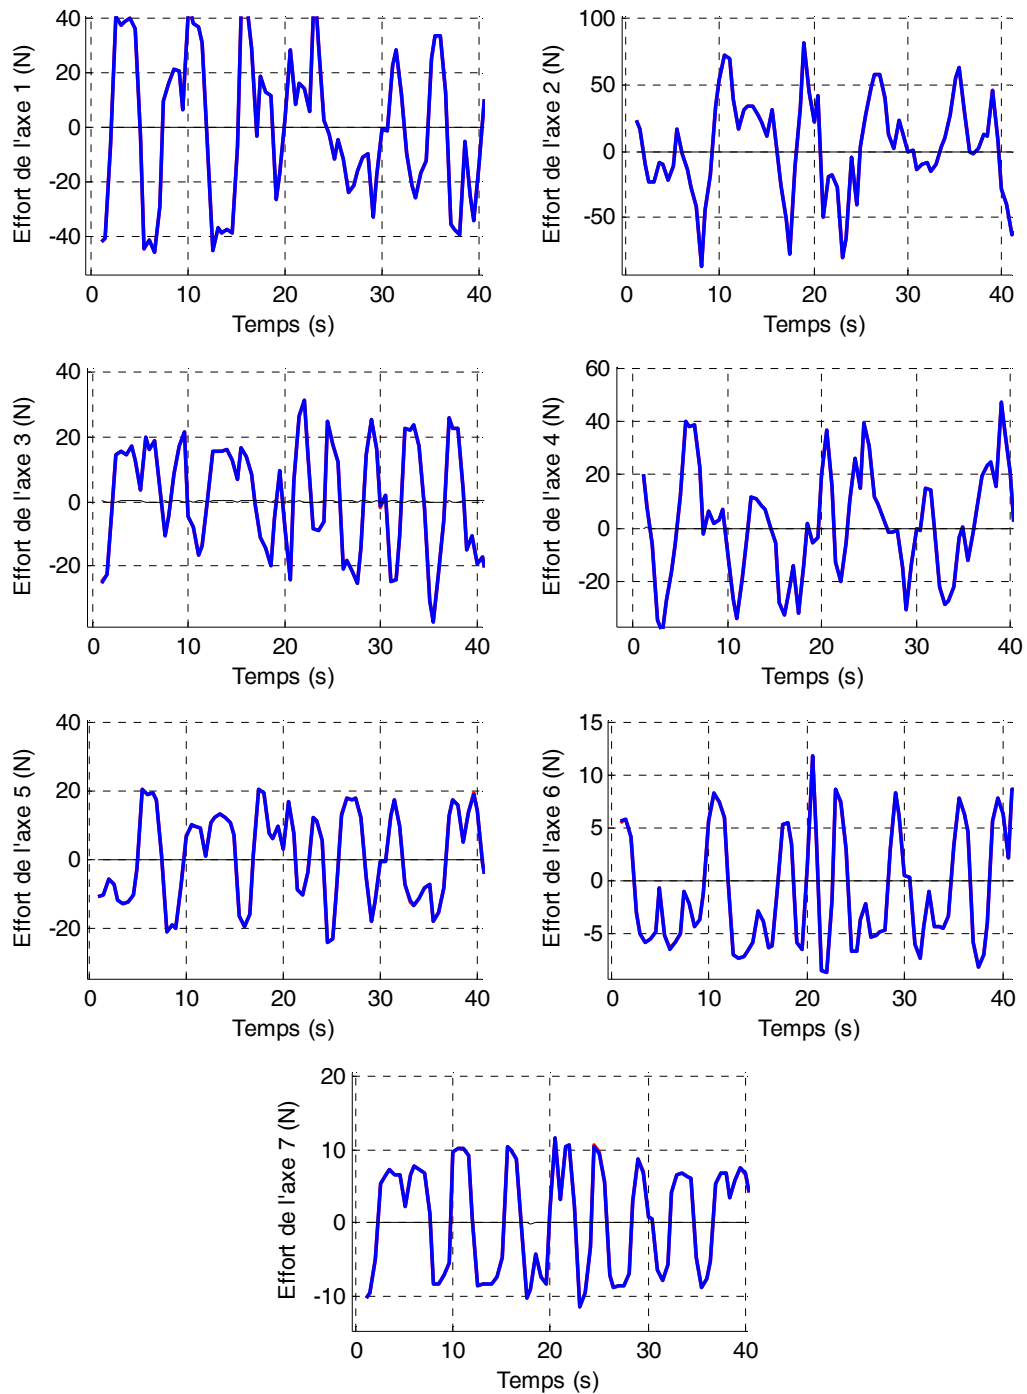 40
20
0
-20
-40
Effort de l'axe 1 (N)
0 10 20 30 40
Temps (s)
100
50
0
-50
Effort de l'axe 2 (N)
0 10 20 30 40
Temps (s)
40
20
0
-20
Effort de l'axe 3 (N)
0 10 20 30 40
Temps (s)
60
40
20
0
-20
Effort de l'axe 4 (N)
0 10 20 30 40
Temps (s)
40
20
0
-20
Effort de l'axe 5 (N)
0 10 20 30 40
Temps (s)
15
10
5
0
-5
Effort de l'axe 6 (N)
0 10 20 30 40
Temps (s)
20
10
0
-10
Effort de l'axe 7 (N)
0 10 20 30 40
Temps (s)